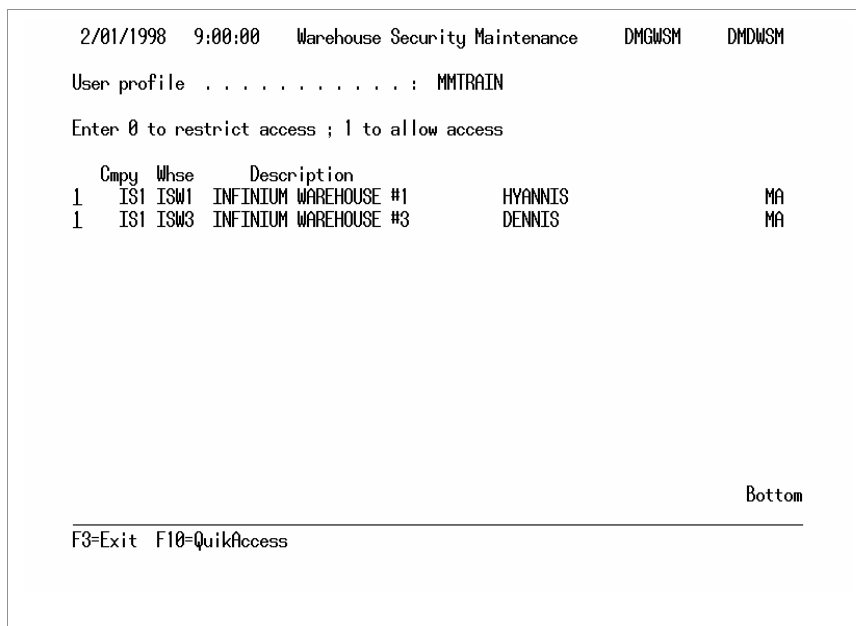 2/01/1998 9:00:00 Warehouse Security Maintenance DMGWSM DMDWSM
User profile . . . . . . . . . . . . : MMTRAIN
Enter 0 to restrict access ; 1 to allow access
Cmpy Whse Description
1 IS1 ISW1 INFINIUM WAREHOUSE #1 HYANNIS MA
1 IS1 ISW3 INFINIUM WAREHOUSE #3 DENNIS MA
Bottom
F3=Exit F10=QuikAccess